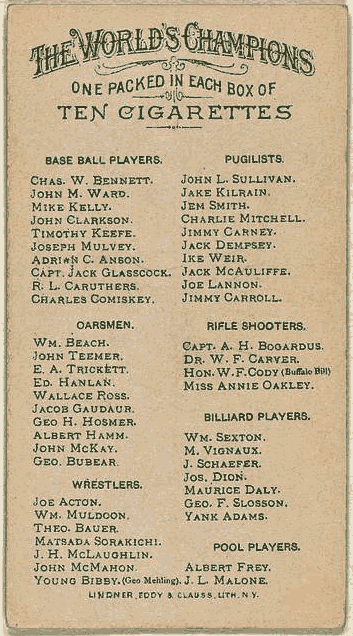 THE WORLD'S CHAMPIONS
ONE PACKED IN EACH BOX OF
TEN CIGARETTES
BASE BALL PLAYERS.
CHAS. W. BENNETT.
JOHN M. WARD.
MIKE KELLY.
JOHN CLARKSON.
TIMOTHY KEEFE.
JOSEPH MULVEY.
ADRIAN C. ANSON.
CAPT. JACK GLASSCOCK.
R. L. CARUTHERS.
CHARLES COMISKEY.
OARSMEN.
WM. BEACH.
JOHN TEEMER.
E. A. TRICKETT.
ED. HANLAN.
WALLACE ROSS.
JACOB GAUDAUR.
GEO H. HOSMER.
ALBERT HAMM.
JOHN McKAY.
GEO. BUBEAR.
WRESTLERS.
JOE ACTON.
WM. MULDOON.
THEO. BAUER.
MATSADA SORAKICHI.
J. H. McLAUGHLIN.
JOHN McMAHON.
YOUNG BIBBY. (Geo Mehling).
PUGILISTS.
JOHN L. SULLIVAN.
JAKE KILRAIN.
JEM SMITH.
CHARLIE MITCHELL.
JIMMY CARNEY.
JACK DEMPSEY.
IKE WEIR.
JACK McAULIFFE.
JOE LANNON.
JIMMY CARROLL.
RIFLE SHOOTERS.
CAPT. A. H. BOGARDUS.
DR. W. F. CARVER.
HON. W. F. CODY (Buffalo Bill)
MISS ANNIE OAKLEY.
BILLIARD PLAYERS.
WM. SEXTON.
M. VIGNAUX.
J. SCHAEFER.
JOS. DION.
MAURICE DALY.
GEO. F. SLOSSON.
YANK ADAMS.
POOL PLAYERS.
ALBERT FREY.
J. L. MALONE.
LINDNER, EDDY & CLAUSS, LITH. N.Y.